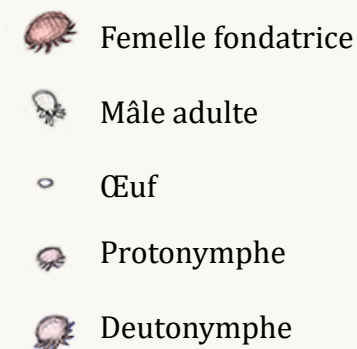 Femelle fondatrice
Mâle adulte
Œuf
Protonymphe
Deutonymphe